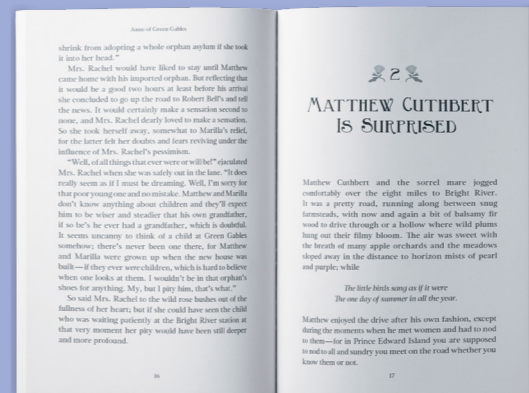 Anne of Green Gables
shrink from adopting a whole orphan asylum if she took
it into her head."
Mrs. Rachel would have liked to stay until Matthew
came home with his imported orphan. But reflecting that
it would be a good two hours at least before his arrival
she concluded to go up the road to Robert Bell's and tell
the news. It would certainly make a sensation second to
none, and Mrs. Rachel dearly loved to make a sensation.
So she took herself away, somewhat to Marilla's relief,
for the latter felt her doubts and fears reviving under the
influence of Mrs. Rachel's pessimism.
"Well, of all things that ever were or will be!" ejaculated
Mrs. Rachel when she was safely out in the lane. "It does
really seem as if I must be dreaming. Well, I'm sorry for
that poor young one and no mistake. Matthew and Marilla
don't know anything about children and they'll expect
him to be wiser and steadier that his own grandfather,
if so be's he ever had a grandfather, which is doubtful.
It seems uncanny to think of a child at Green Gables
somehow; there's never been one there, for Matthew
and Marilla were grown up when the new house was
built—if they ever were children, which is hard to believe
when one looks at them. I wouldn't be in that orphan's
shoes for anything. My, but I pity him, that's what."
So said Mrs. Rachel to the wild rose bushes out of the
fullness of her heart; but if she could have seen the child
who was waiting patiently at the Bright River station at
that very moment her pity would have been still deeper
and more profound.
16
2
MATTHEW CUTHBERT
IS SURPRISED
Matthew Cuthbert and the sorrel mare jogged
comfortably over the eight miles to Bright River.
It was a pretty road, running along between snug
farmsteads, with now and again a bit of balsamy fir
wood to drive through or a hollow where wild plums
hung out their filmy bloom. The air was sweet with
the breath of many apple orchards and the meadows
sloped away in the distance to horizon mists of pearl
and purple; while
The little birds sang as if it were
The one day of summer in all the year.
Matthew enjoyed the drive after his own fashion, except
during the moments when he met women and had to nod
to them—for in Prince Edward Island you are supposed
to nod to all and sundry you meet on the road whether you
know them or not.
17